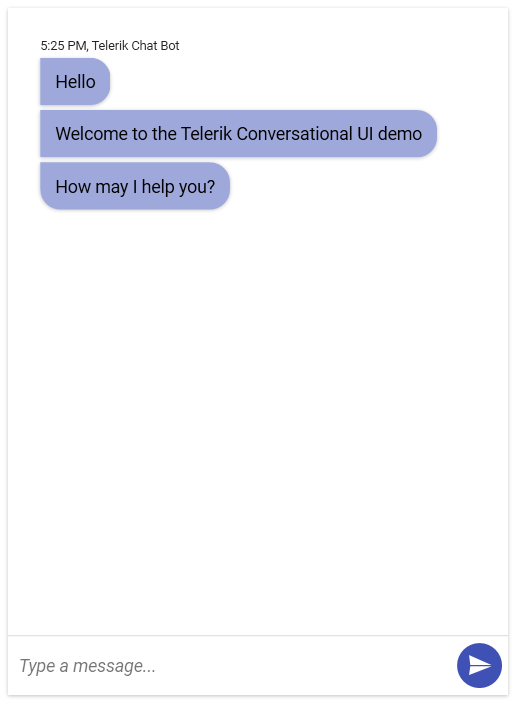 5:25 PM, Telerik Chat Bot
Hello
Welcome to the Telerik Conversational UI demo
How may I help you?
Type a message...